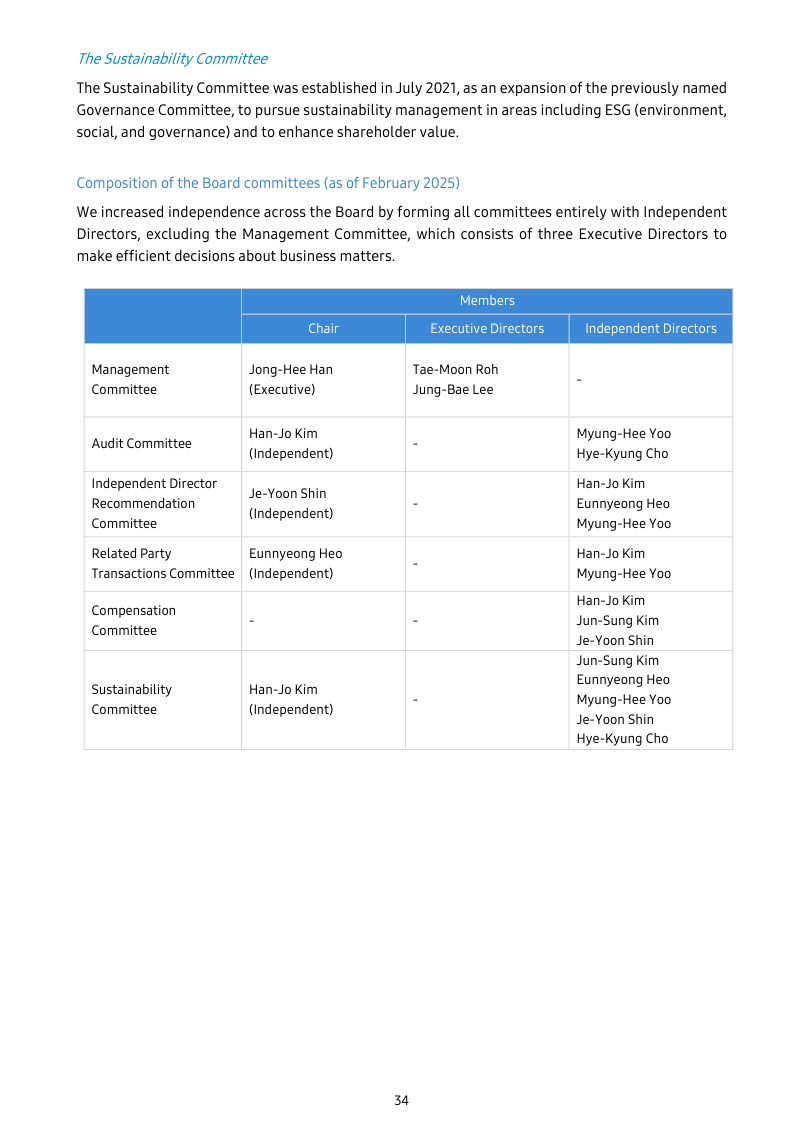 The Sustainability Committee
The Sustainability Committee was established in July 2021, as an expansion of the previously named
Governance Committee, to pursue sustainability management in areas including ESG (environment,
social, and governance) and to enhance shareholder value.
Composition of the Board committees (as of February 2025)
We increased independence across the Board by forming all committees entirely with Independent
Directors, excluding the Management Committee, which consists of three Executive Directors to
make efficient decisions about business matters.
Members
Chair
Executive Directors
Independent Directors
Management
Committee
Jong-Hee Han
(Executive)
Tae-Moon Roh
Jung-Bae Lee
-
Audit Committee
Han-Jo Kim
(Independent)
-
Myung-Hee Yoo
Hye-Kyung Cho
Independent Director
Recommendation
Committee
Je-Yoon Shin
(Independent)
-
Han-Jo Kim
Eunnyeong Heo
Myung-Hee Yoo
Related Party
Transactions Committee
Eunnyeong Heo
(Independent)
-
Han-Jo Kim
Myung-Hee Yoo
Compensation
Committee
-
-
Han-Jo Kim
Jun-Sung Kim
Je-Yoon Shin
Sustainability
Committee
Han-Jo Kim
(Independent)
-
Jun-Sung Kim
Eunnyeong Heo
Myung-Hee Yoo
Je-Yoon Shin
Hye-Kyung Cho
34